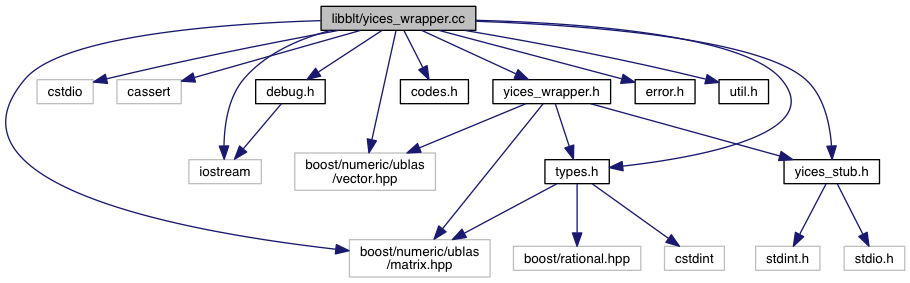 libblt/yices_wrapper.cc
cstdio
cassert
debug.h
codes.h
yices_wrapper.h
error.h
util.h
iostream
boost/numeric/ublas
/vector.hpp
types.h
yices_stub.h
boost/numeric/ublas
/matrix.hpp
boost/rational.hpp
cstdint
stdint.h
stdio.h